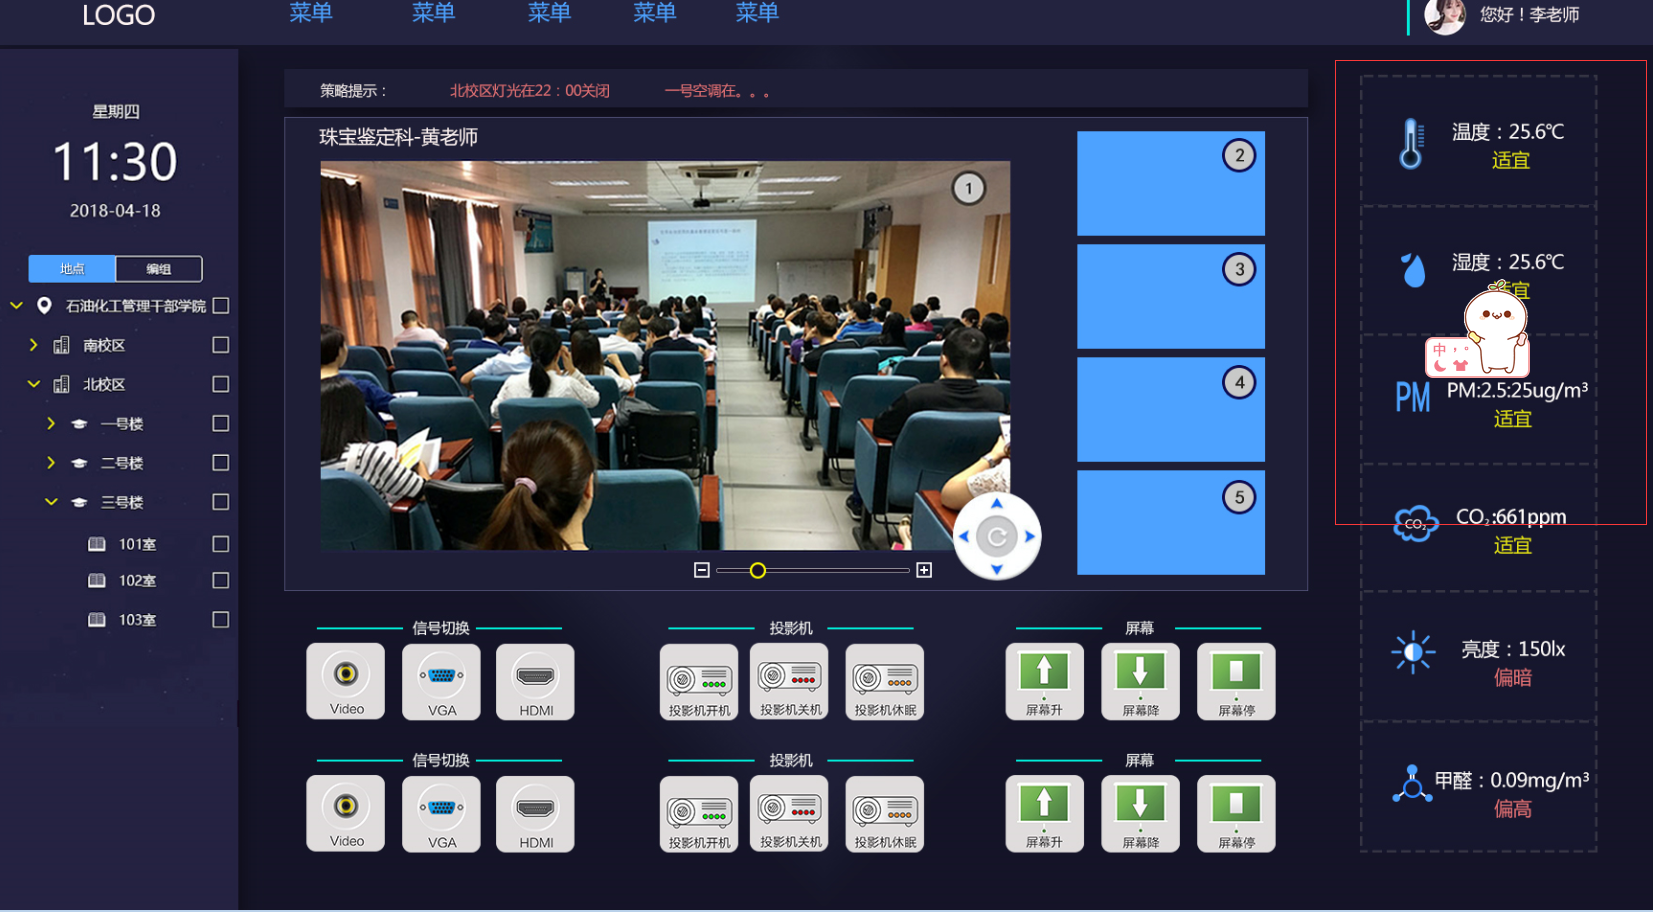 LOGO
菜单
菜单
菜单
菜单
菜单
您好！李老师
星期四
11:30
2018-04-18
地点
编组
石油化工管理干部学院
南校区
北校区
一号楼
二号楼
三号楼
101室
102室
103室
策略提示：
北校区灯光在22：00关闭
一号空调在。。。
珠宝鉴定科-黄老师
1
2
3
4
5
信号切换
Video
VGA
HDMI
投影机
投影机开机
投影机关机
投影机休眠
屏幕
屏幕升
屏幕降
屏幕停
信号切换
Video
VGA
HDMI
投影机
投影机开机
投影机关机
投影机休眠
屏幕
屏幕升
屏幕降
屏幕停
温度：25.6℃
适宜
湿度：25.6℃
适宜
中，。
PM
PM:2.5:25ug/m³
适宜
CO₂
CO₂:661ppm
适宜
亮度：150lx
偏暗
甲醛：0.09mg/m³
偏高